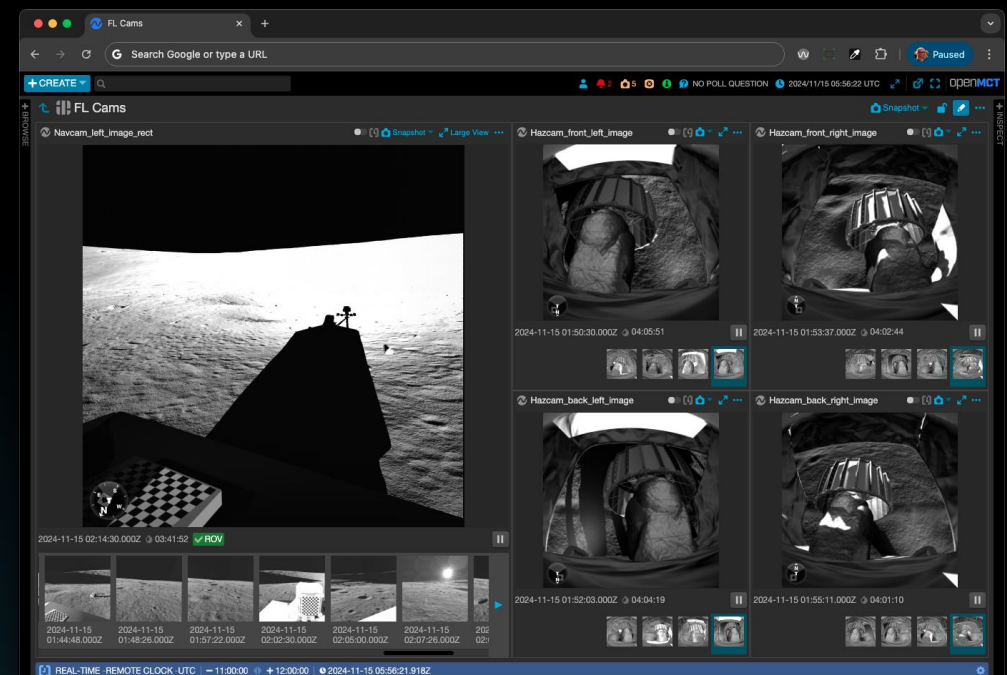 FL Cams
Search Google or type a URL
Paused
CREATE
5
NO POLL QUESTION
2024/11/15 05:56:22 UTC
OPENMCT
BROWSE
FL Cams
Snapshot
INSPECT
Navcam_left_image_rect
Snapshot
Large View
2024-11-15 02:14:30.000Z
03:41:52
ROV
2024-11-15
01:44:48.000Z
2024-11-15
01:48:26.000Z
2024-11-15
01:57:22.000Z
2024-11-15
02:02:30.000Z
2024-11-15
02:05:00.000Z
2024-11-15
02:07:26.000Z
Hazcam_front_left_image
2024-11-15 01:50:30.000Z
04:05:51
Hazcam_front_right_image
2024-11-15 01:53:37.000Z
04:02:44
Hazcam_back_left_image
2024-11-15 01:52:03.000Z
04:04:19
Hazcam_back_right_image
2024-11-15 01:55:11.000Z
04:01:10
REAL-TIME
REMOTE CLOCK
UTC
- 11:00:00
+ 12:00:00
2024-11-15 05:56:21.918Z